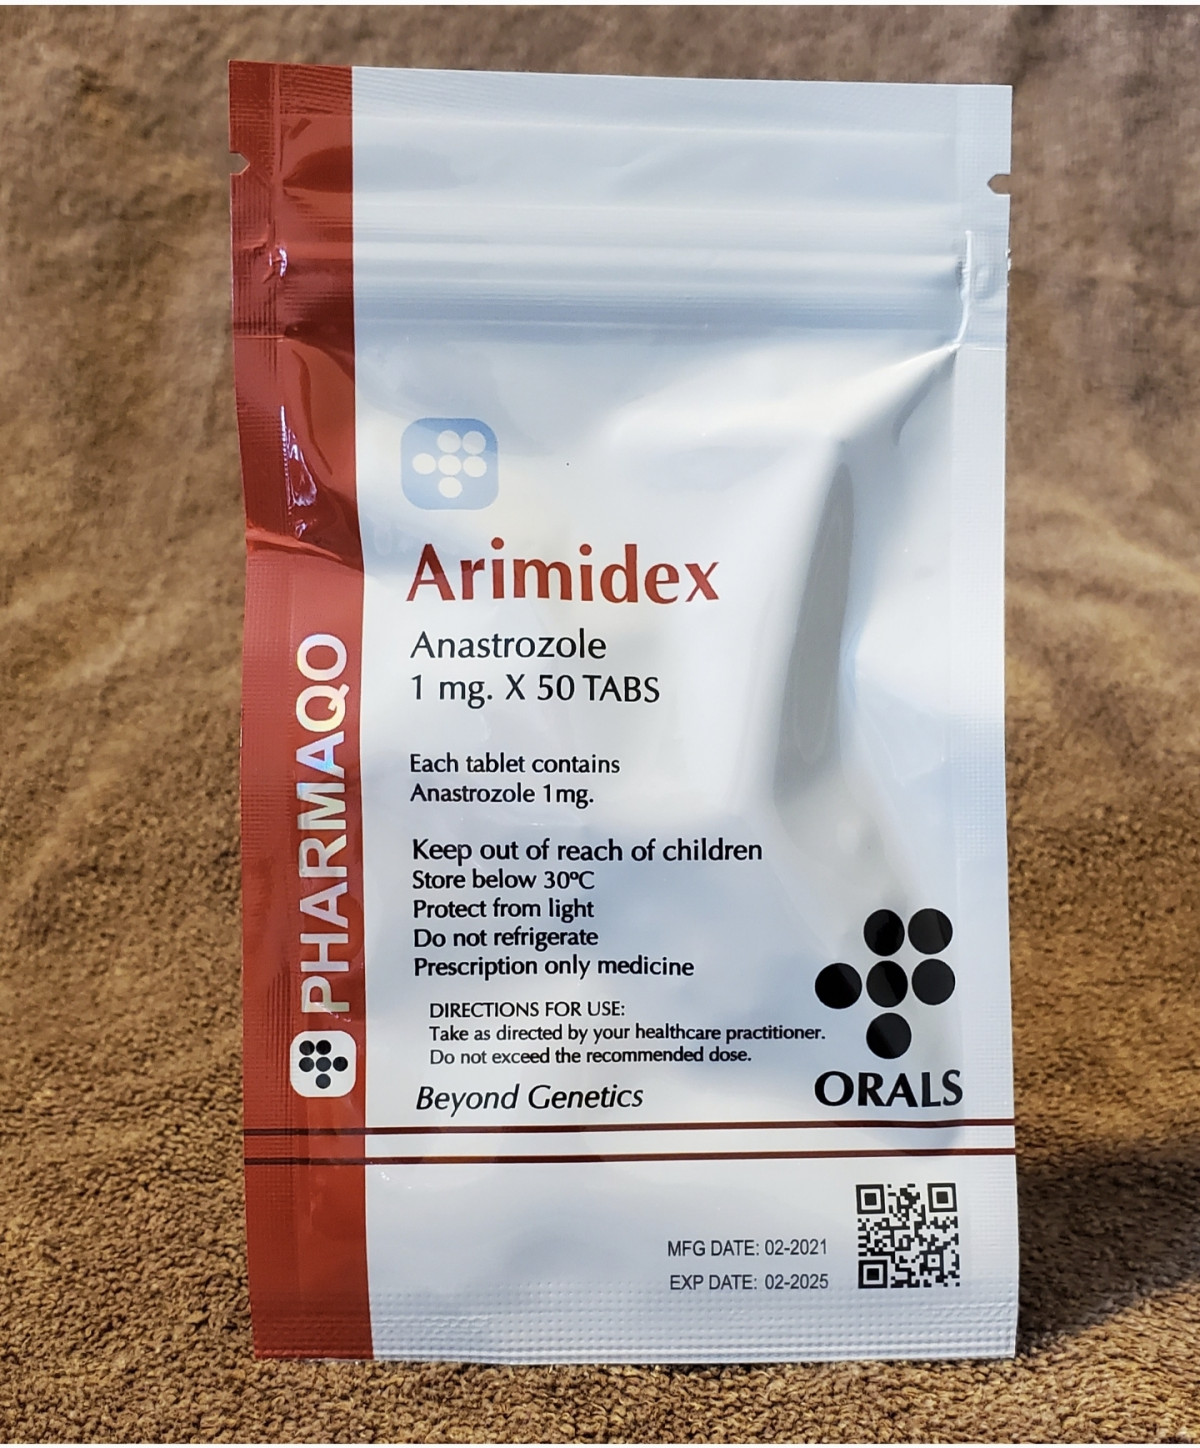 PHARMAQO
Arimidex
Anastrozole
1 mg. X 50 TABS
Each tablet contains
Anastrozole 1mg.
Keep out of reach of children
Store below 30ºC
Protect from light
Do not refrigerate
Prescription only medicine
DIRECTIONS FOR USE:
Take as directed by your healthcare practitioner.
Do not exceed the recommended dose.
Beyond Genetics
ORALS
MFG DATE: 02-2021
EXP DATE: 02-2025